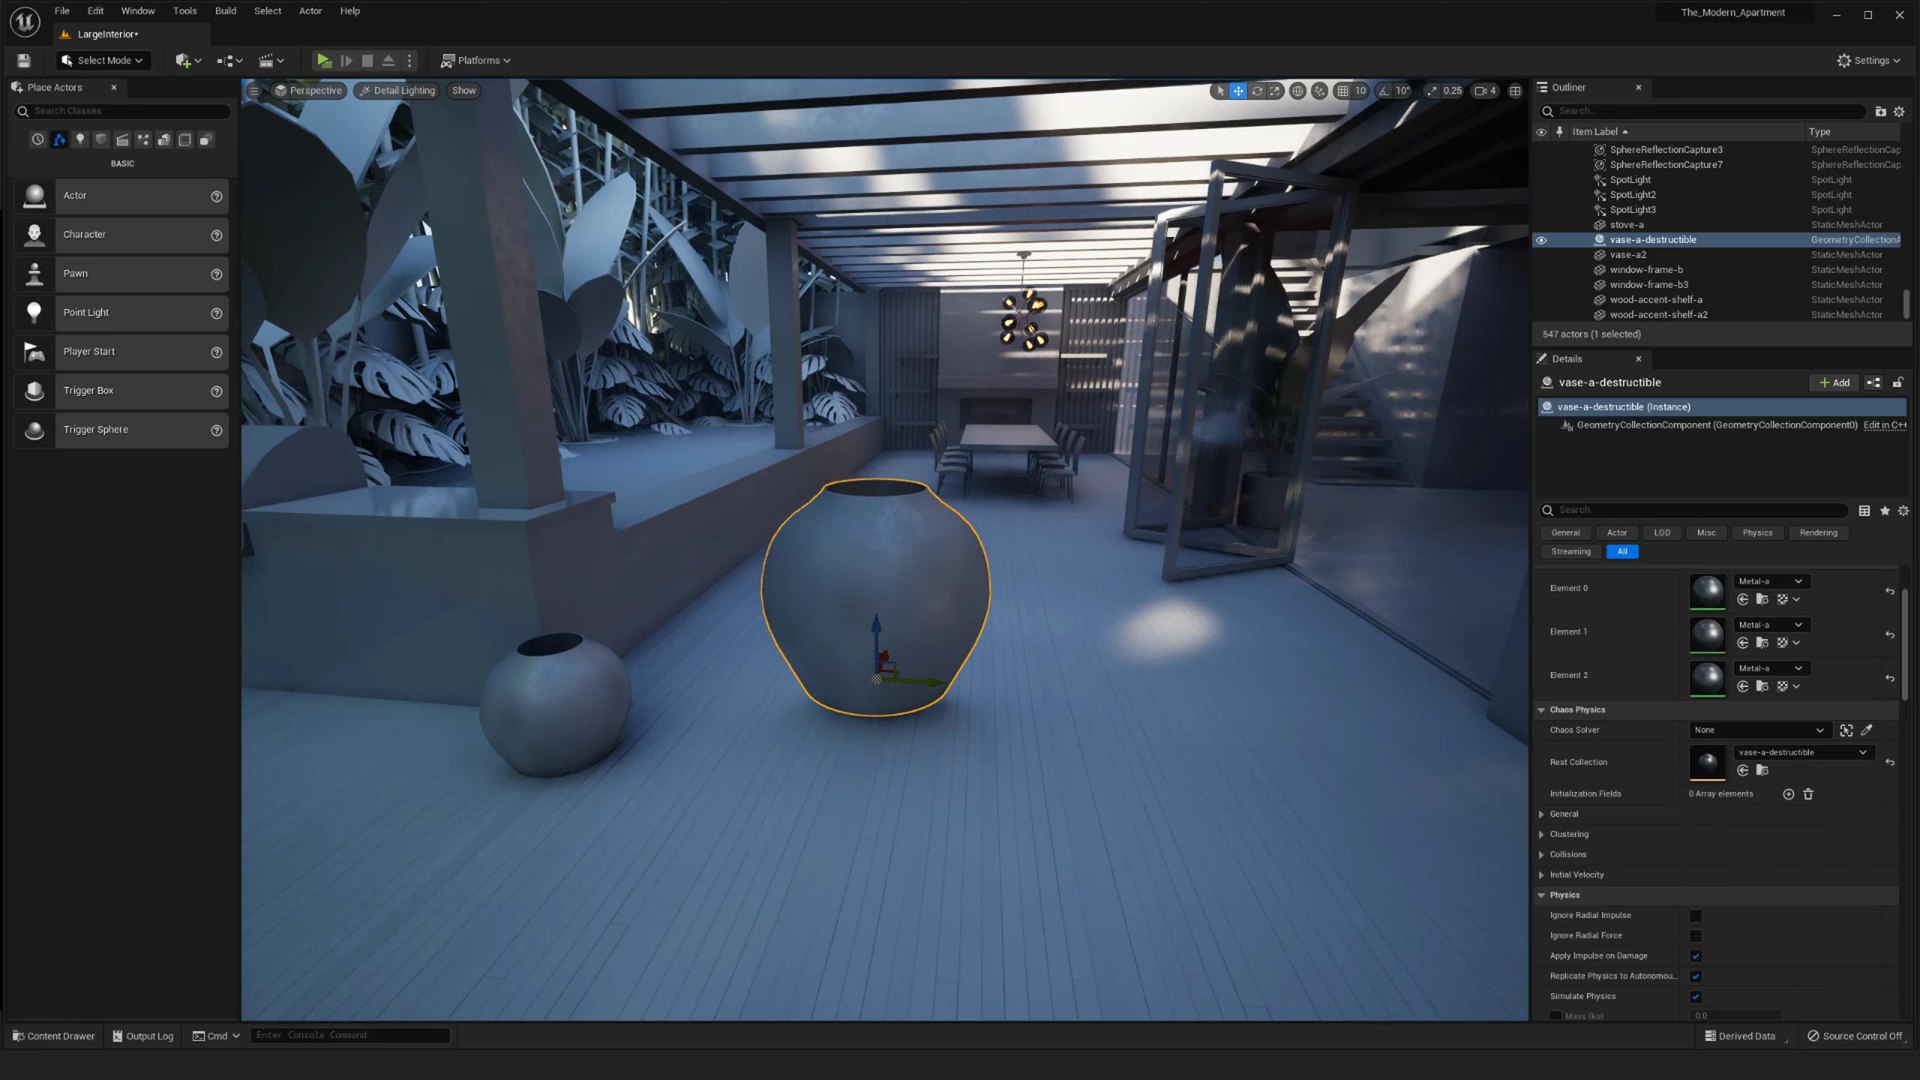 File Edit Window Tools Build Select Actor Help
The_Modern_Apartment
LargeInterior•
Select Mode
Platforms
Settings
Place Actors
Search Classes
BASIC
Actor
Character
Pawn
Point Light
Player Start
Trigger Box
Trigger Sphere
Perspective Detail Lighting Show
10 10° 0.25 4
Outliner
Search...
Item Label Type
SphereReflectionCapture3 SphereReflectionCap
SphereReflectionCapture7 SphereReflectionCap
SpotLight SpotLight
SpotLight2 SpotLight
SpotLight3 SpotLight
stove-a StaticMeshActor
vase-a-destructible GeometryCollectionA
vase-a2 StaticMeshActor
window-frame-b StaticMeshActor
window-frame-b3 StaticMeshActor
wood-accent-shelf-a StaticMeshActor
wood-accent-shelf-a2 StaticMeshActor
547 actors (1 selected)
Details
vase-a-destructible
Add
vase-a-destructible (Instance)
GeometryCollectionComponent (GeometryCollectionComponent0) Edit in C++
Search
General Actor LOD Misc Physics Rendering
Streaming All
Element 0 Metal-a
Element 1 Metal-a
Element 2 Metal-a
Chaos Physics
Chaos Solver None
Rest Collection vase-a-destructible
Initialization Fields 0 Array elements
General
Clustering
Collisions
Initial Velocity
Physics
Ignore Radial Impulse
Ignore Radial Force
Apply Impulse on Damage
Replicate Physics to Autonomou...
Simulate Physics
Mass (kg) 0.0
Content Drawer Output Log Cmd Enter Console Command
Derived Data Source Control Off